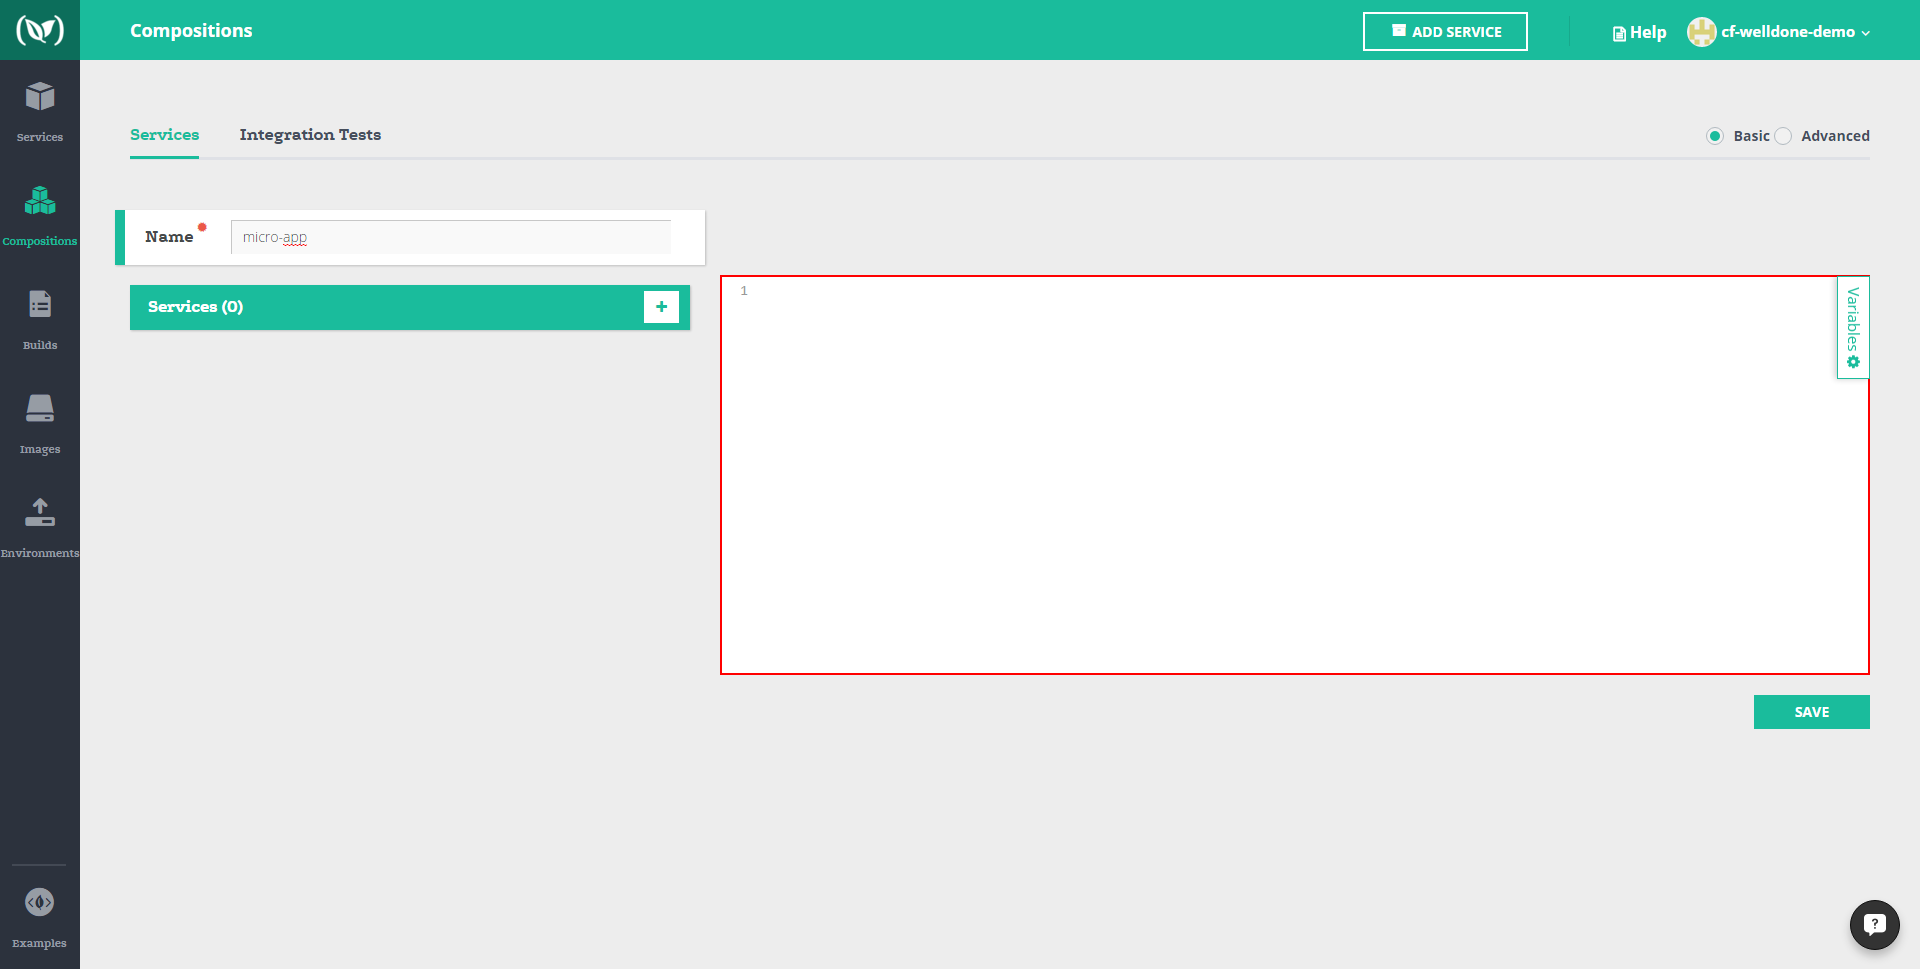 Compositions
ADD SERVICE
Help
cf-welldone-demo
Services
Compositions
Builds
Images
Environments
Examples
Services
Integration Tests
Basic
Advanced
Name
micro-app
Services (0)
+
1
Variables
SAVE
?